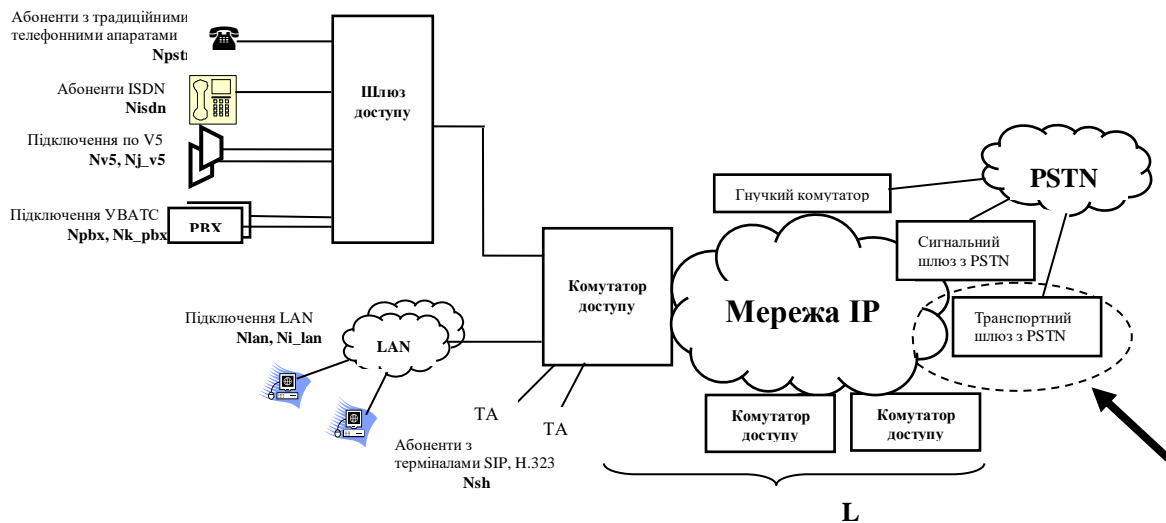 Абоненти з традиційними
телефонними апаратами
Npstn
Абоненти ISDN
Nisdn
Підключення по V5
Nv5, Nj_v5
Підключення УВАТС
Npbx, Nk_pbx
PBX
Шлюз
доступу
Підключення LAN
Nlan, Ni_lan
LAN
Абоненти з
терміналами SIP, H.323
Nsh
ТА
ТА
Комутатор
доступу
Гнучкий комутатор
PSTN
Сигнальний
шлюз з PSTN
Мережа IP
Транспортний
шлюз з PSTN
Комутатор
доступу
Комутатор
доступу
L